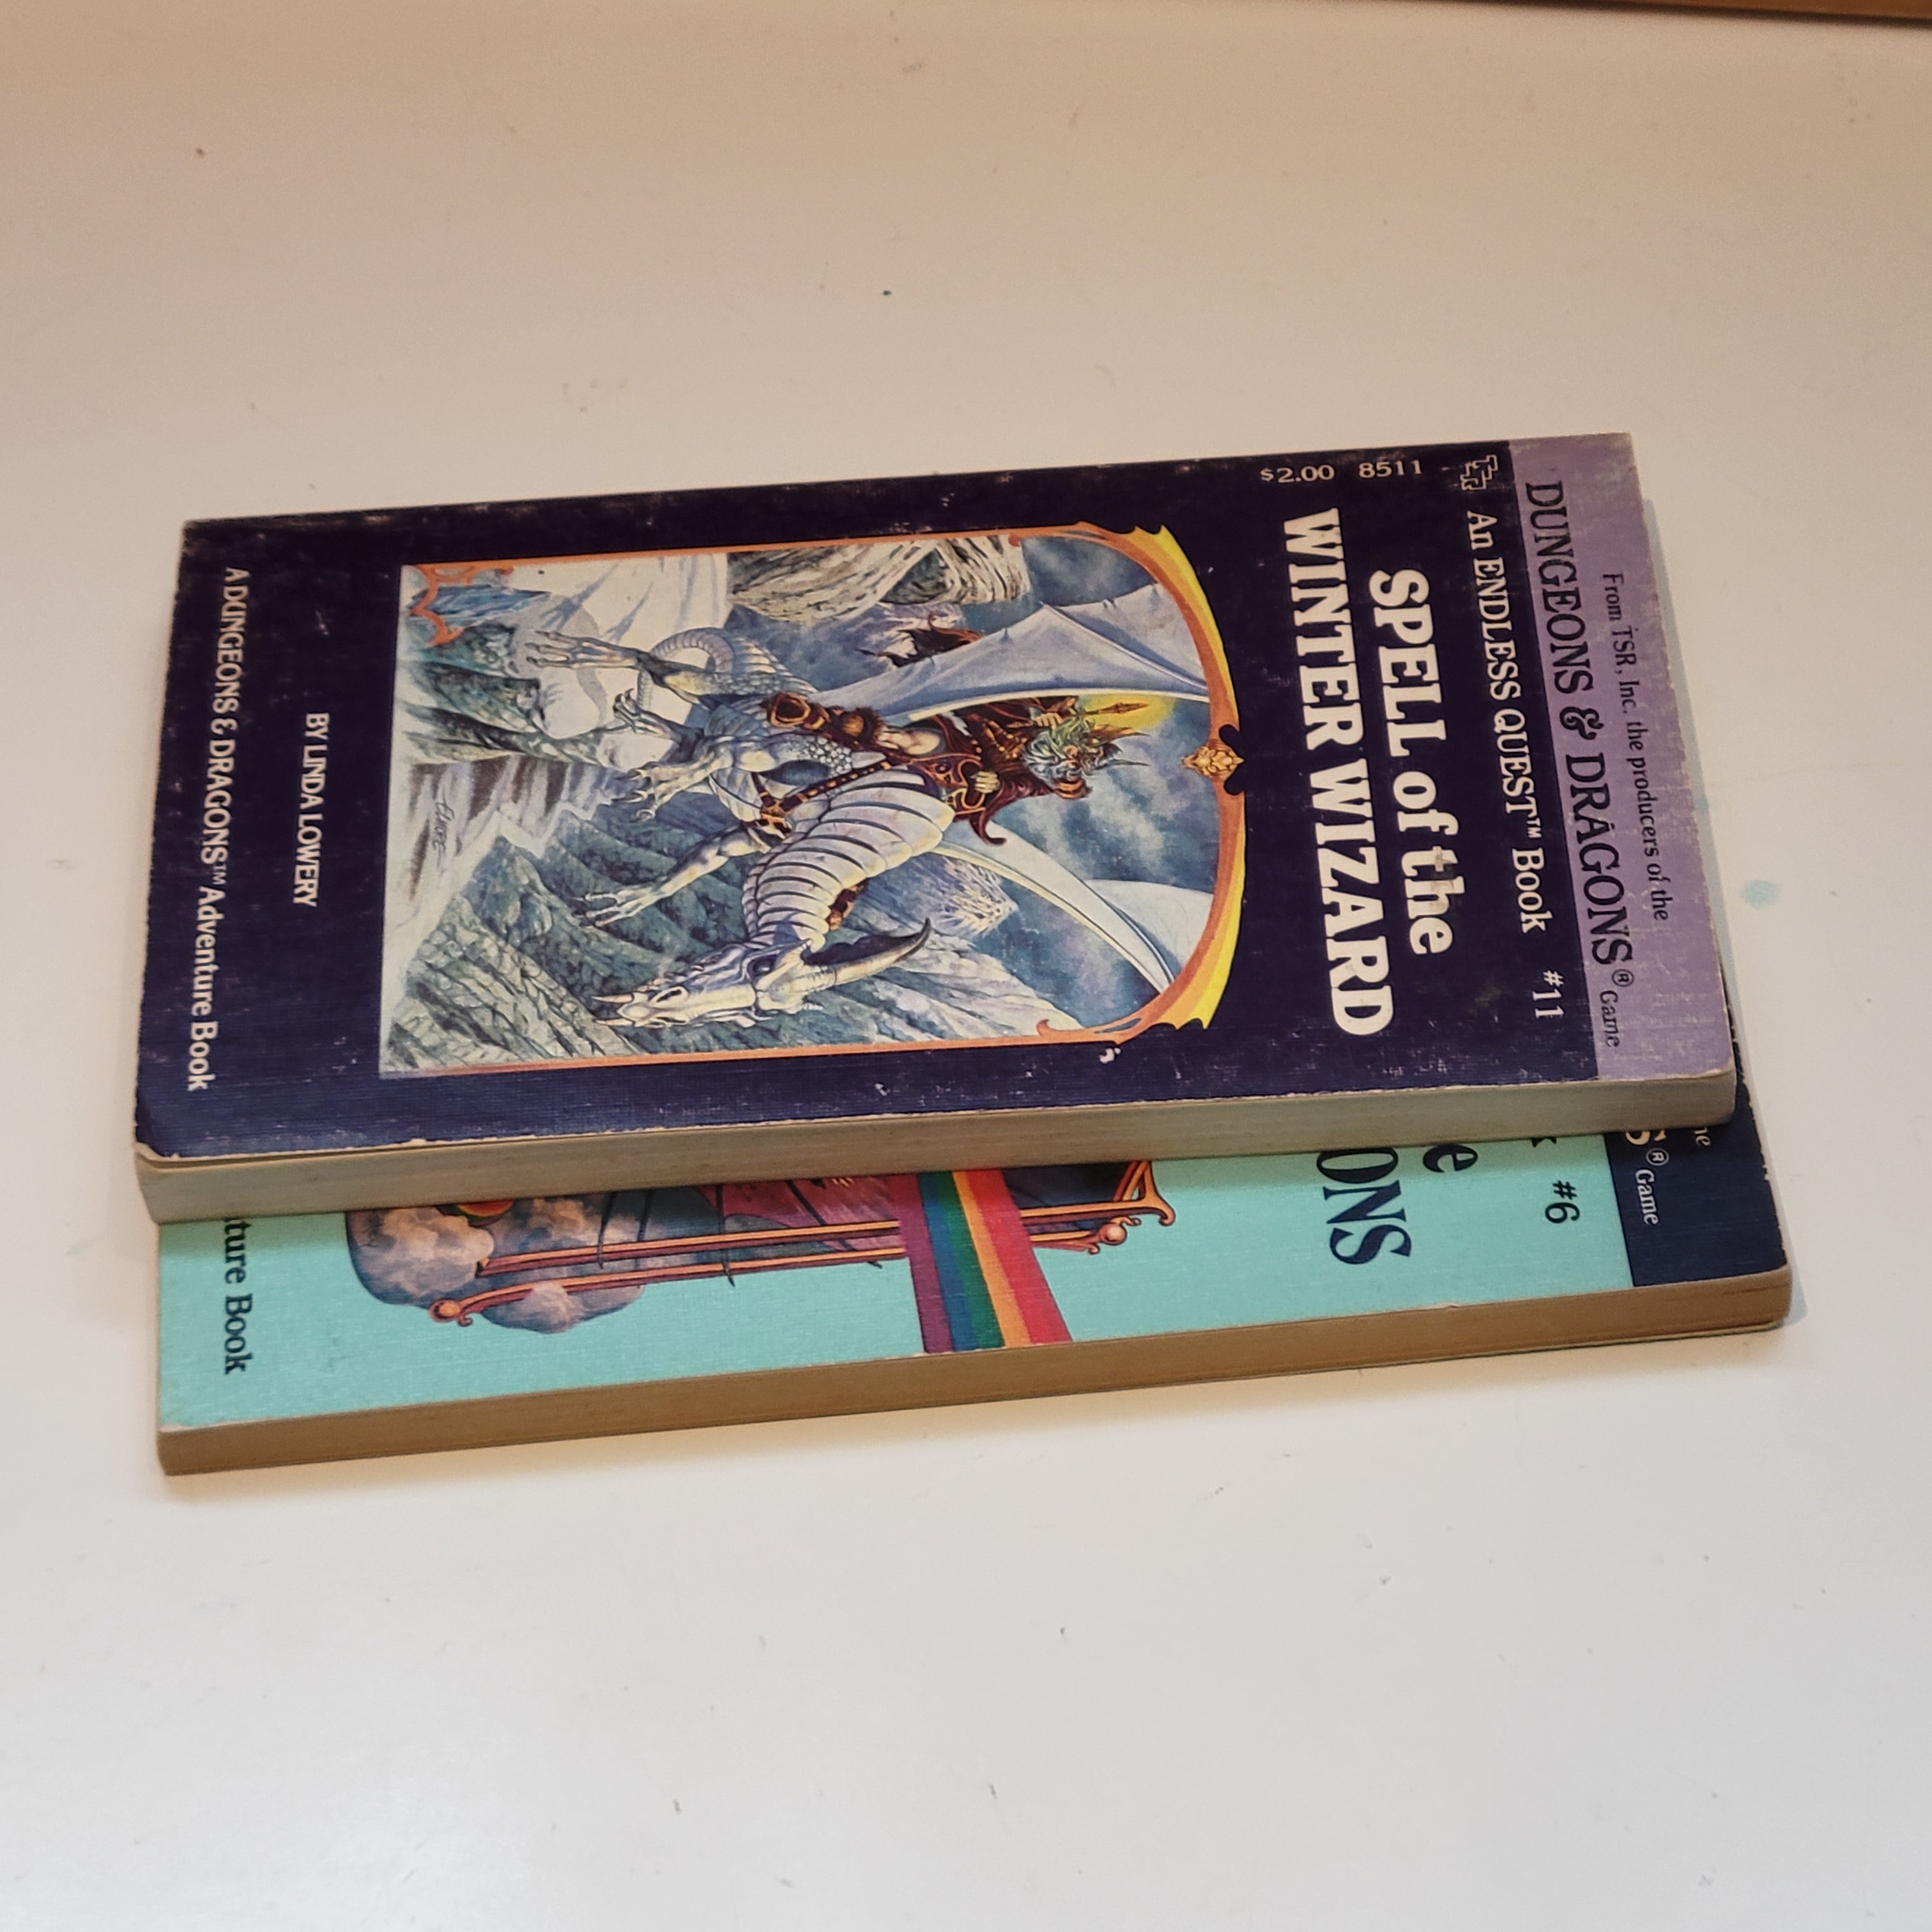 From TSR, Inc. the producers of the
DUNGEONS & DRAGONS® Game
An ENDLESS QUEST™ Book #11
$2.00 8511
SPELL of the
WINTER WIZARD
BY LINDA LOWERY
A DUNGEONS & DRAGONS™ Adventure Book
® Game
#6
ONS
ture Book